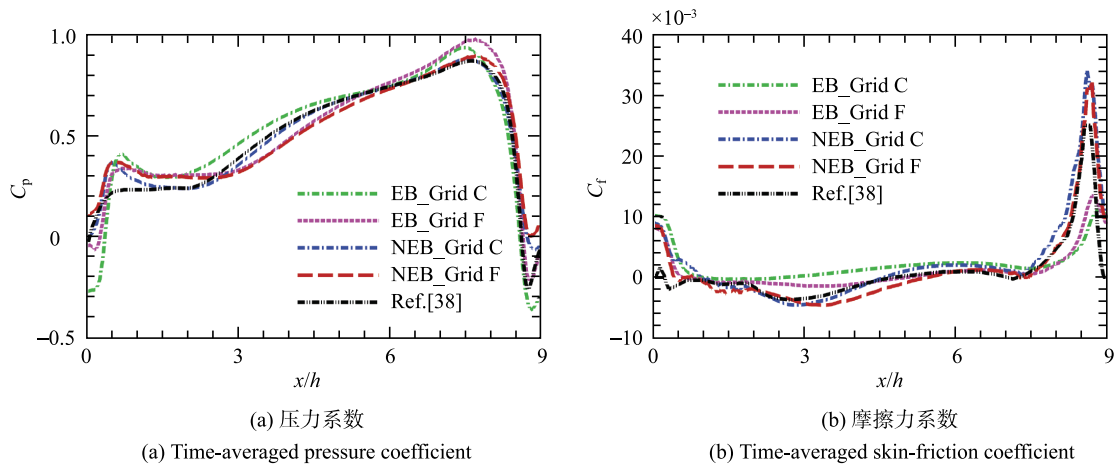 1.0
0.5
0
−0.5
C_p
EB_Grid C
EB_Grid F
NEB_Grid C
NEB_Grid F
Ref.[38]
0 3 6 9
x/h
(a) 压力系数
(a) Time-averaged pressure coefficient
×10⁻³
40
30
20
10
0
−10
C_f
EB_Grid C
EB_Grid F
NEB_Grid C
NEB_Grid F
Ref.[38]
0 3 6 9
x/h
(b) 摩擦力系数
(b) Time-averaged skin-friction coefficient